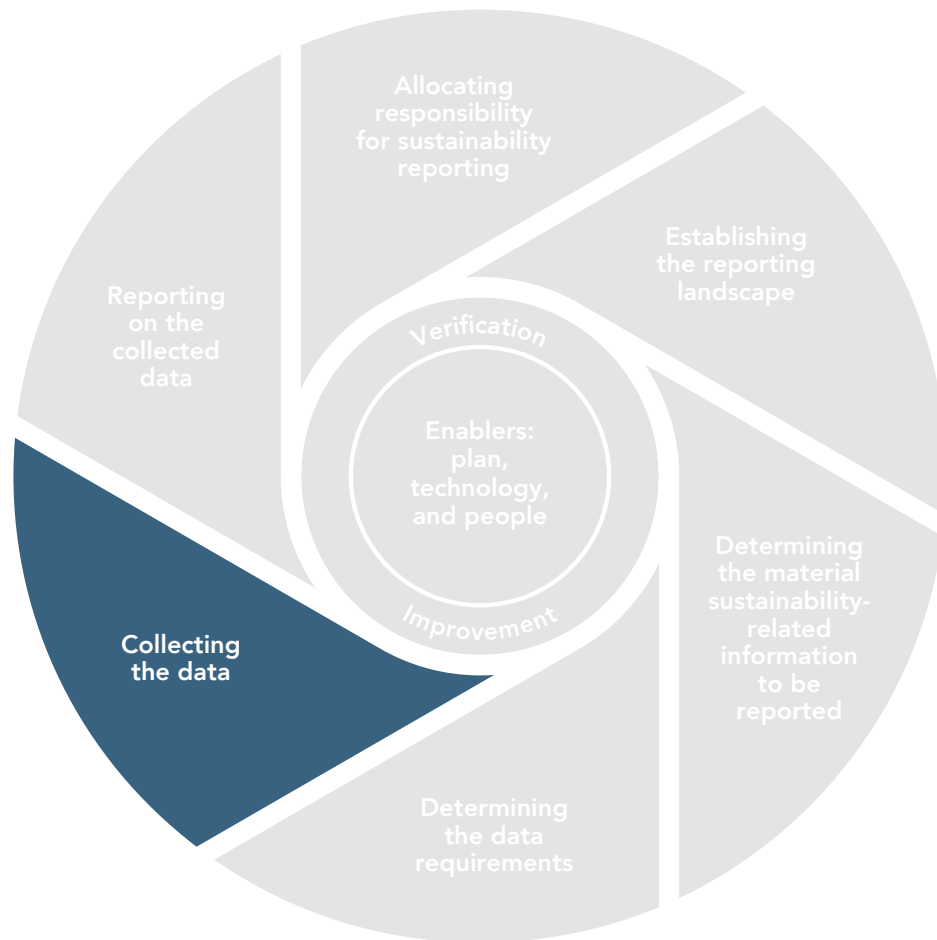 Allocating
responsibility
for sustainability
reporting
Establishing
the reporting
landscape
Reporting
on the
collected
data
Verification
Enablers:
plan,
technology,
and people
Improvement
Determining
the material
sustainability-
related
information
to be
reported
Collecting
the data
Determining
the data
requirements